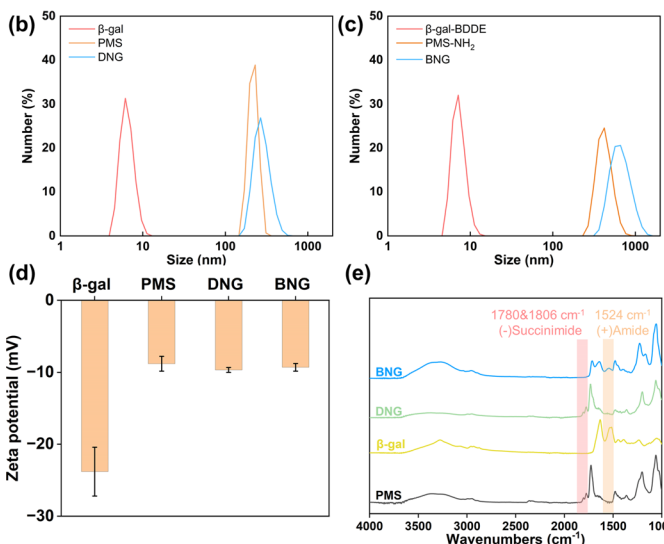 (b)
β-gal
PMS
DNG
Number (%)
50
40
30
20
10
0
1 10 100 1000
Size (nm)
(c)
β-gal-BDDE
PMS-NH₂
BNG
Number (%)
50
40
30
20
10
0
1 10 100 1000
Size (nm)
(d)
β-gal PMS DNG BNG
Zeta potential (mV)
0
−10
−20
−30
(e)
1780&1806 cm⁻¹
(-)Succinimide
1524 cm⁻¹
(+)Amide
BNG
DNG
β-gal
PMS
4000 3500 3000 2500 2000 1500 100
Wavenumbers (cm⁻¹)